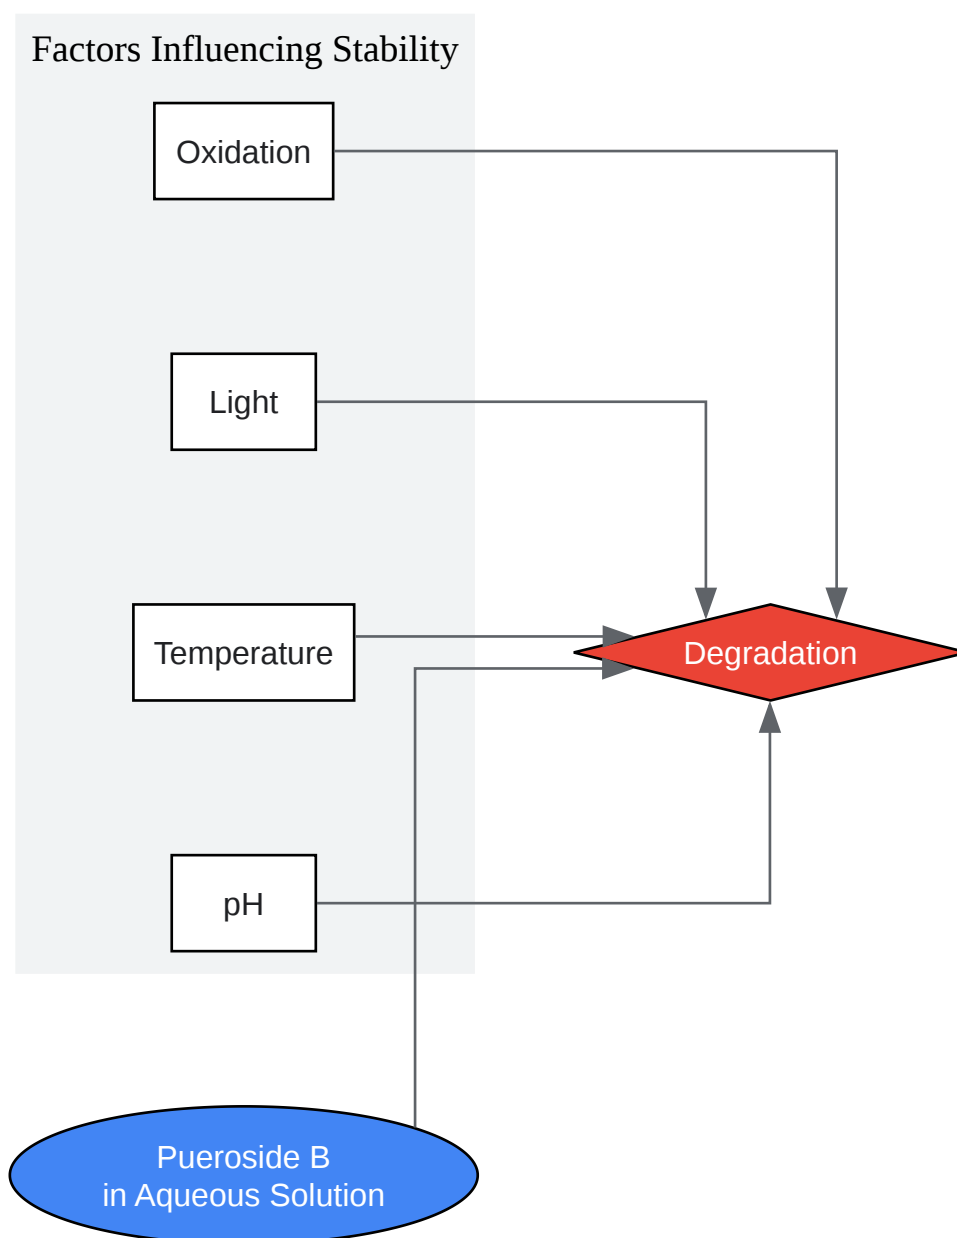 Factors Influencing Stability
Oxidation
Light
Temperature
Degradation
pH
Pueroside B
in Aqueous Solution